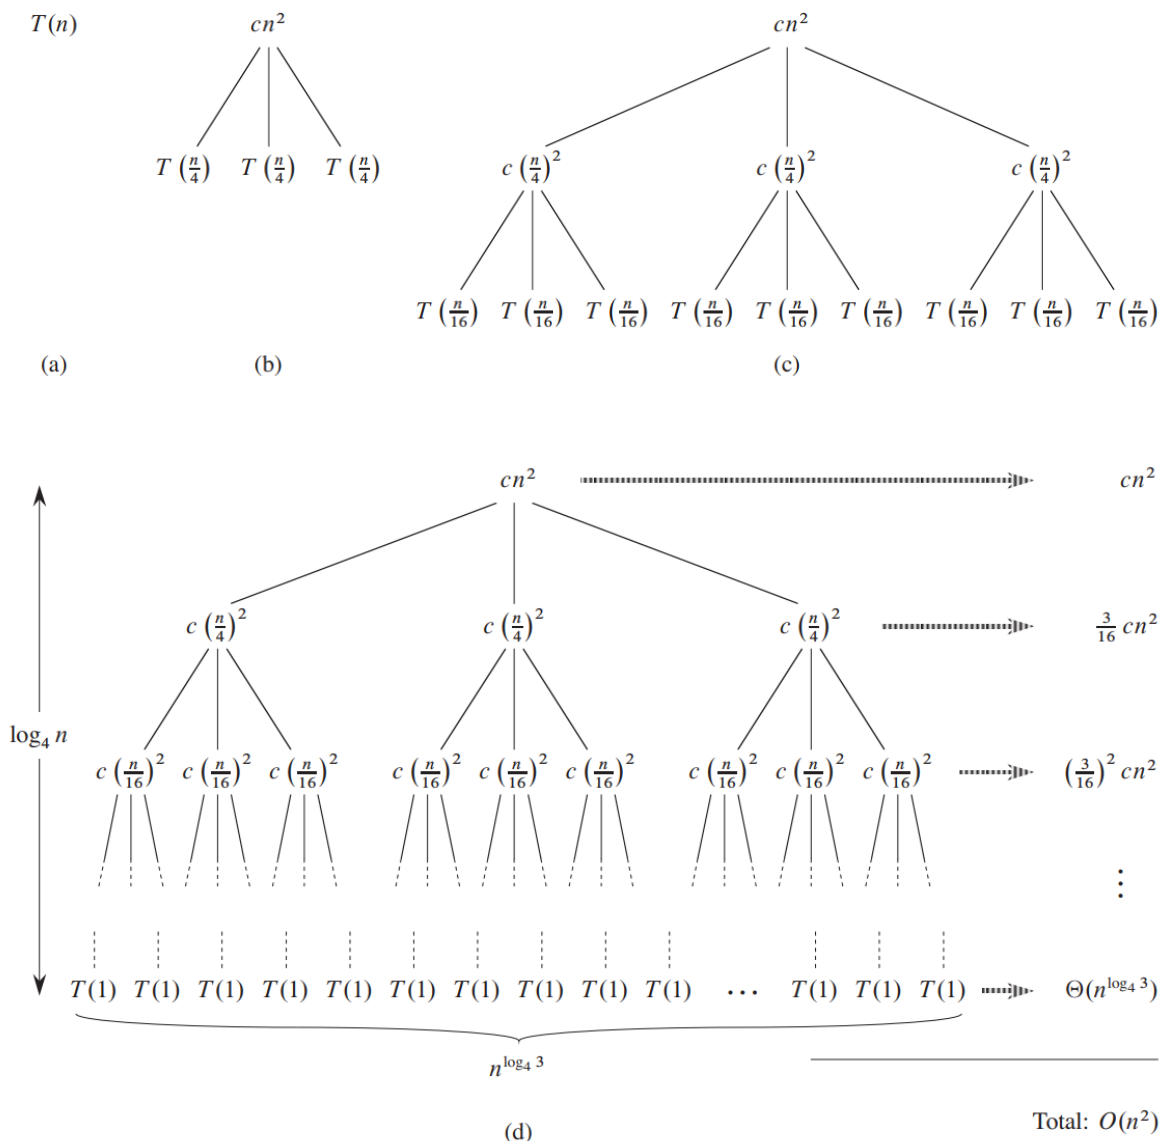 T(n) cn² cn²
T(n/4) T(n/4) T(n/4) c(n/4)² c(n/4)² c(n/4)²
T(n/16) T(n/16) T(n/16) T(n/16) T(n/16) T(n/16) T(n/16) T(n/16) T(n/16)
(a) (b) (c)
cn² cn²
c(n/4)² c(n/4)² c(n/4)² 3/16 cn²
log₄ n
c(n/16)² c(n/16)² c(n/16)² c(n/16)² c(n/16)² c(n/16)² c(n/16)² c(n/16)² c(n/16)² (3/16)² cn²
⋮
T(1) T(1) T(1) T(1) T(1) T(1) T(1) T(1) T(1) T(1) … T(1) T(1) T(1) Θ(n^{log₄ 3})
n^{log₄ 3}
(d) Total: O(n²)